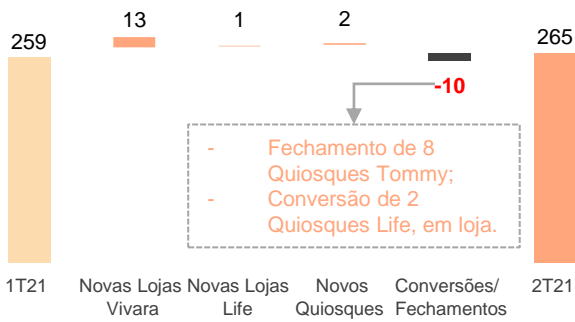 13
1
2
259
265
-10
- Fechamento de 8
Quiosques Tommy;
- Conversão de 2
Quiosques Life, em loja.
1T21
Novas Lojas
Vivara
Novas Lojas
Life
Novos
Quiosques
Conversões/
Fechamentos
2T21